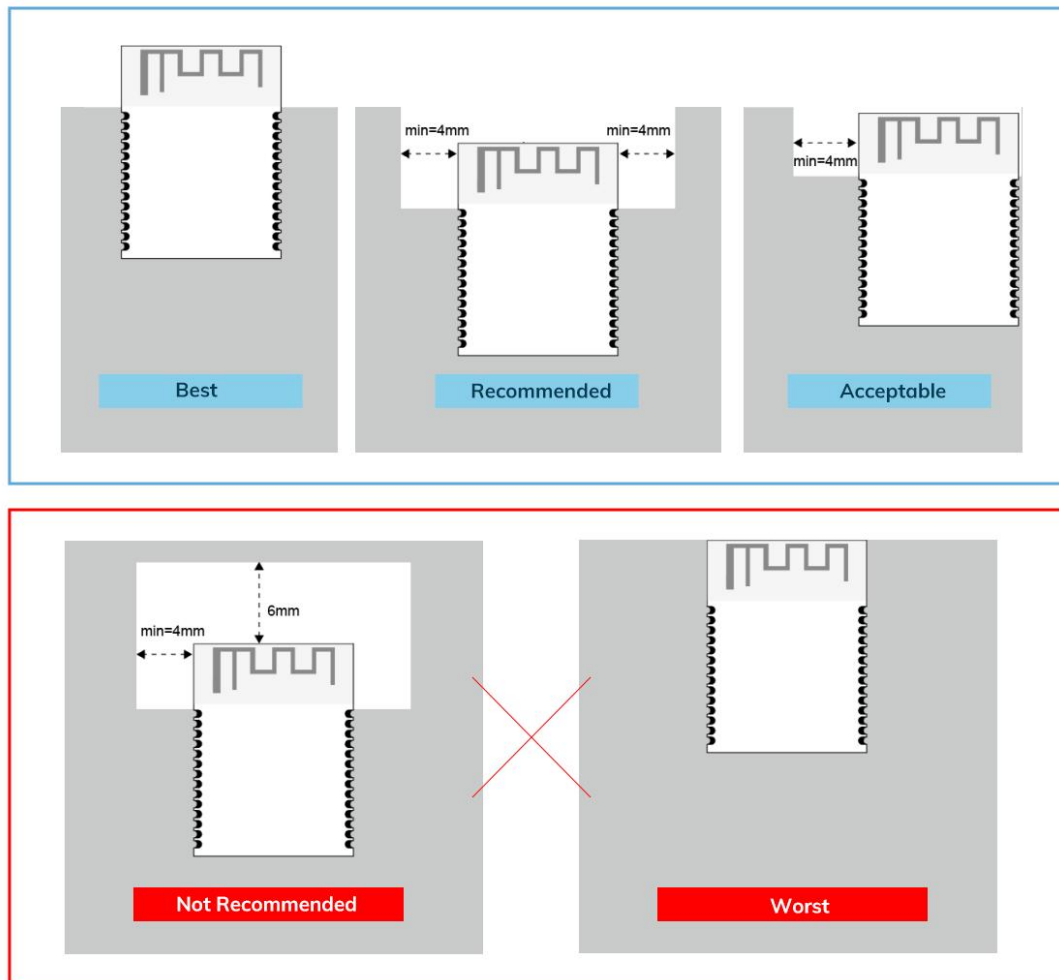 min=4mm
min=4mm
min=4mm
Best
Recommended
Acceptable
6mm
min=4mm
Not Recommended
Worst